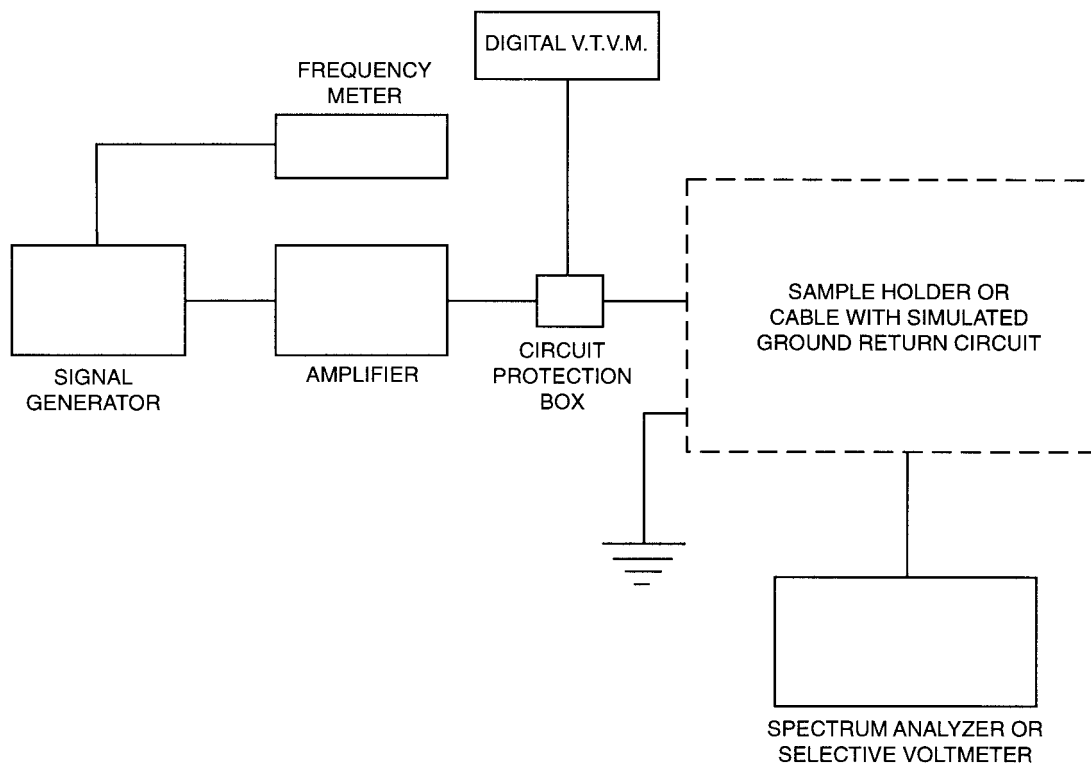 DIGITAL V.T.V.M.
FREQUENCY
METER
SAMPLE HOLDER OR
CABLE WITH SIMULATED
GROUND RETURN CIRCUIT
SIGNAL
GENERATOR
AMPLIFIER
CIRCUIT
PROTECTION
BOX
SPECTRUM ANALYZER OR
SELECTIVE VOLTMETER